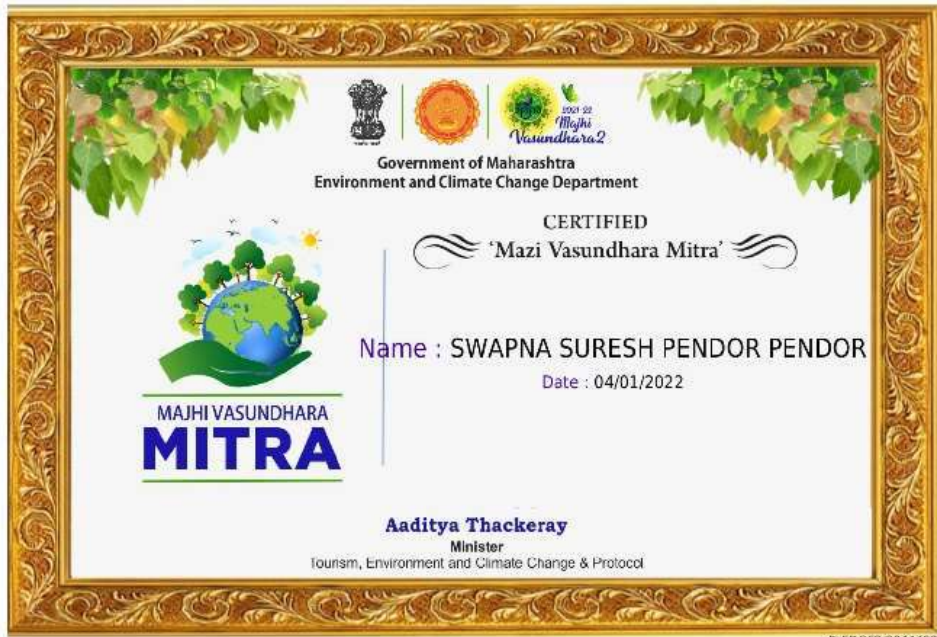 2021-22
Majhi
Vasundhara2
Government of Maharashtra
Environment and Climate Change Department
CERTIFIED
'Mazi Vasundhara Mitra'
Name : SWAPNA SURESH PENDOR PENDOR
Date : 04/01/2022
MAJHI VASUNDHARA
MITRA
Aaditya Thackeray
Minister
Tourism, Environment and Climate Change & Protocol